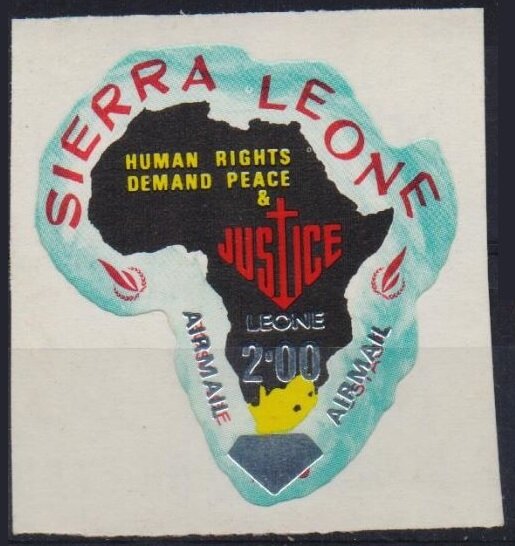 SIERRA LEONE
HUMAN RIGHTS
DEMAND PEACE
&
JUSTICE
LEONE
2·00
AIRMAIL
AIRMAIL